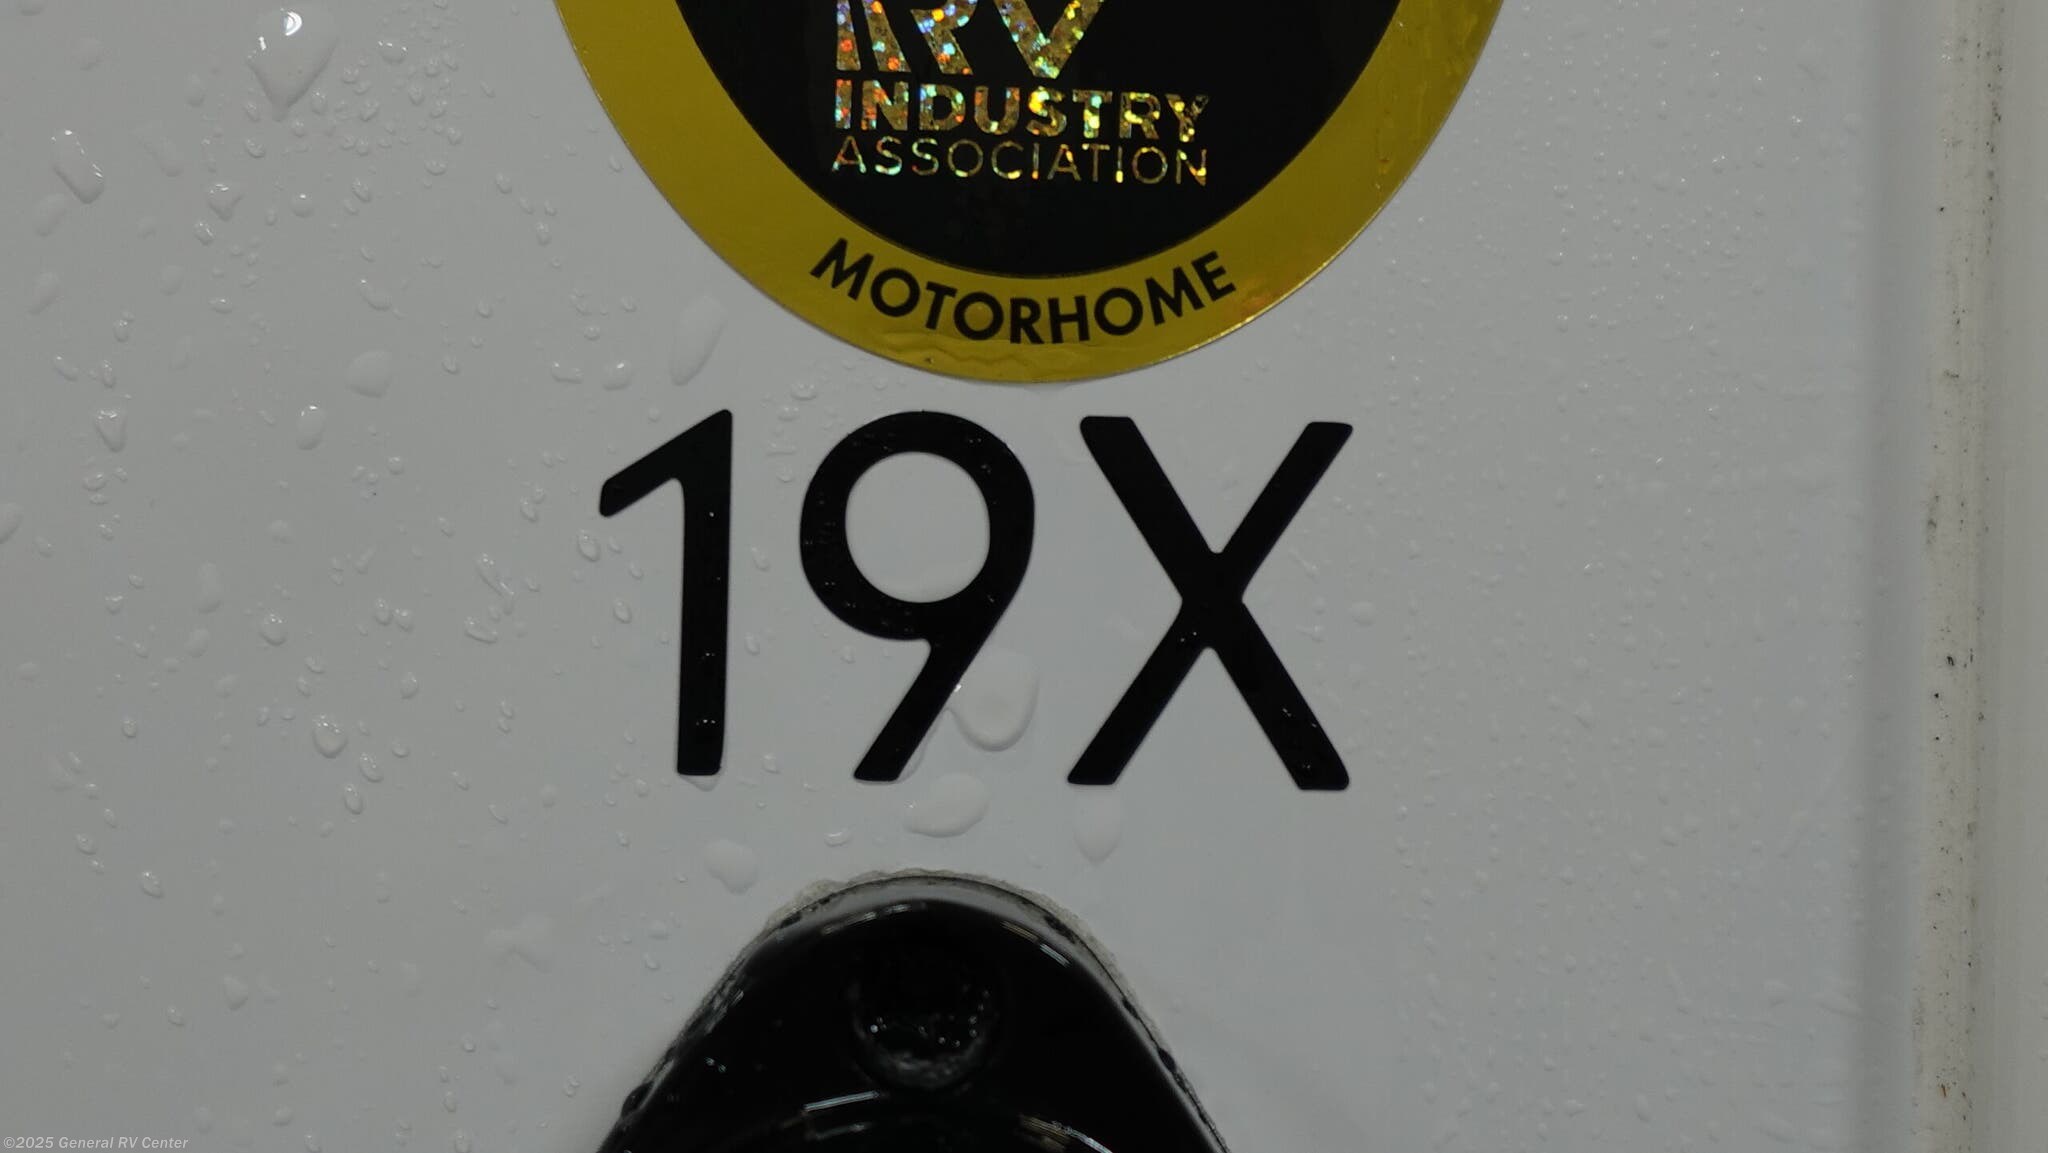 RV
INDUSTRY
ASSOCIATION
MOTORHOME
19X
©2025 General RV Center